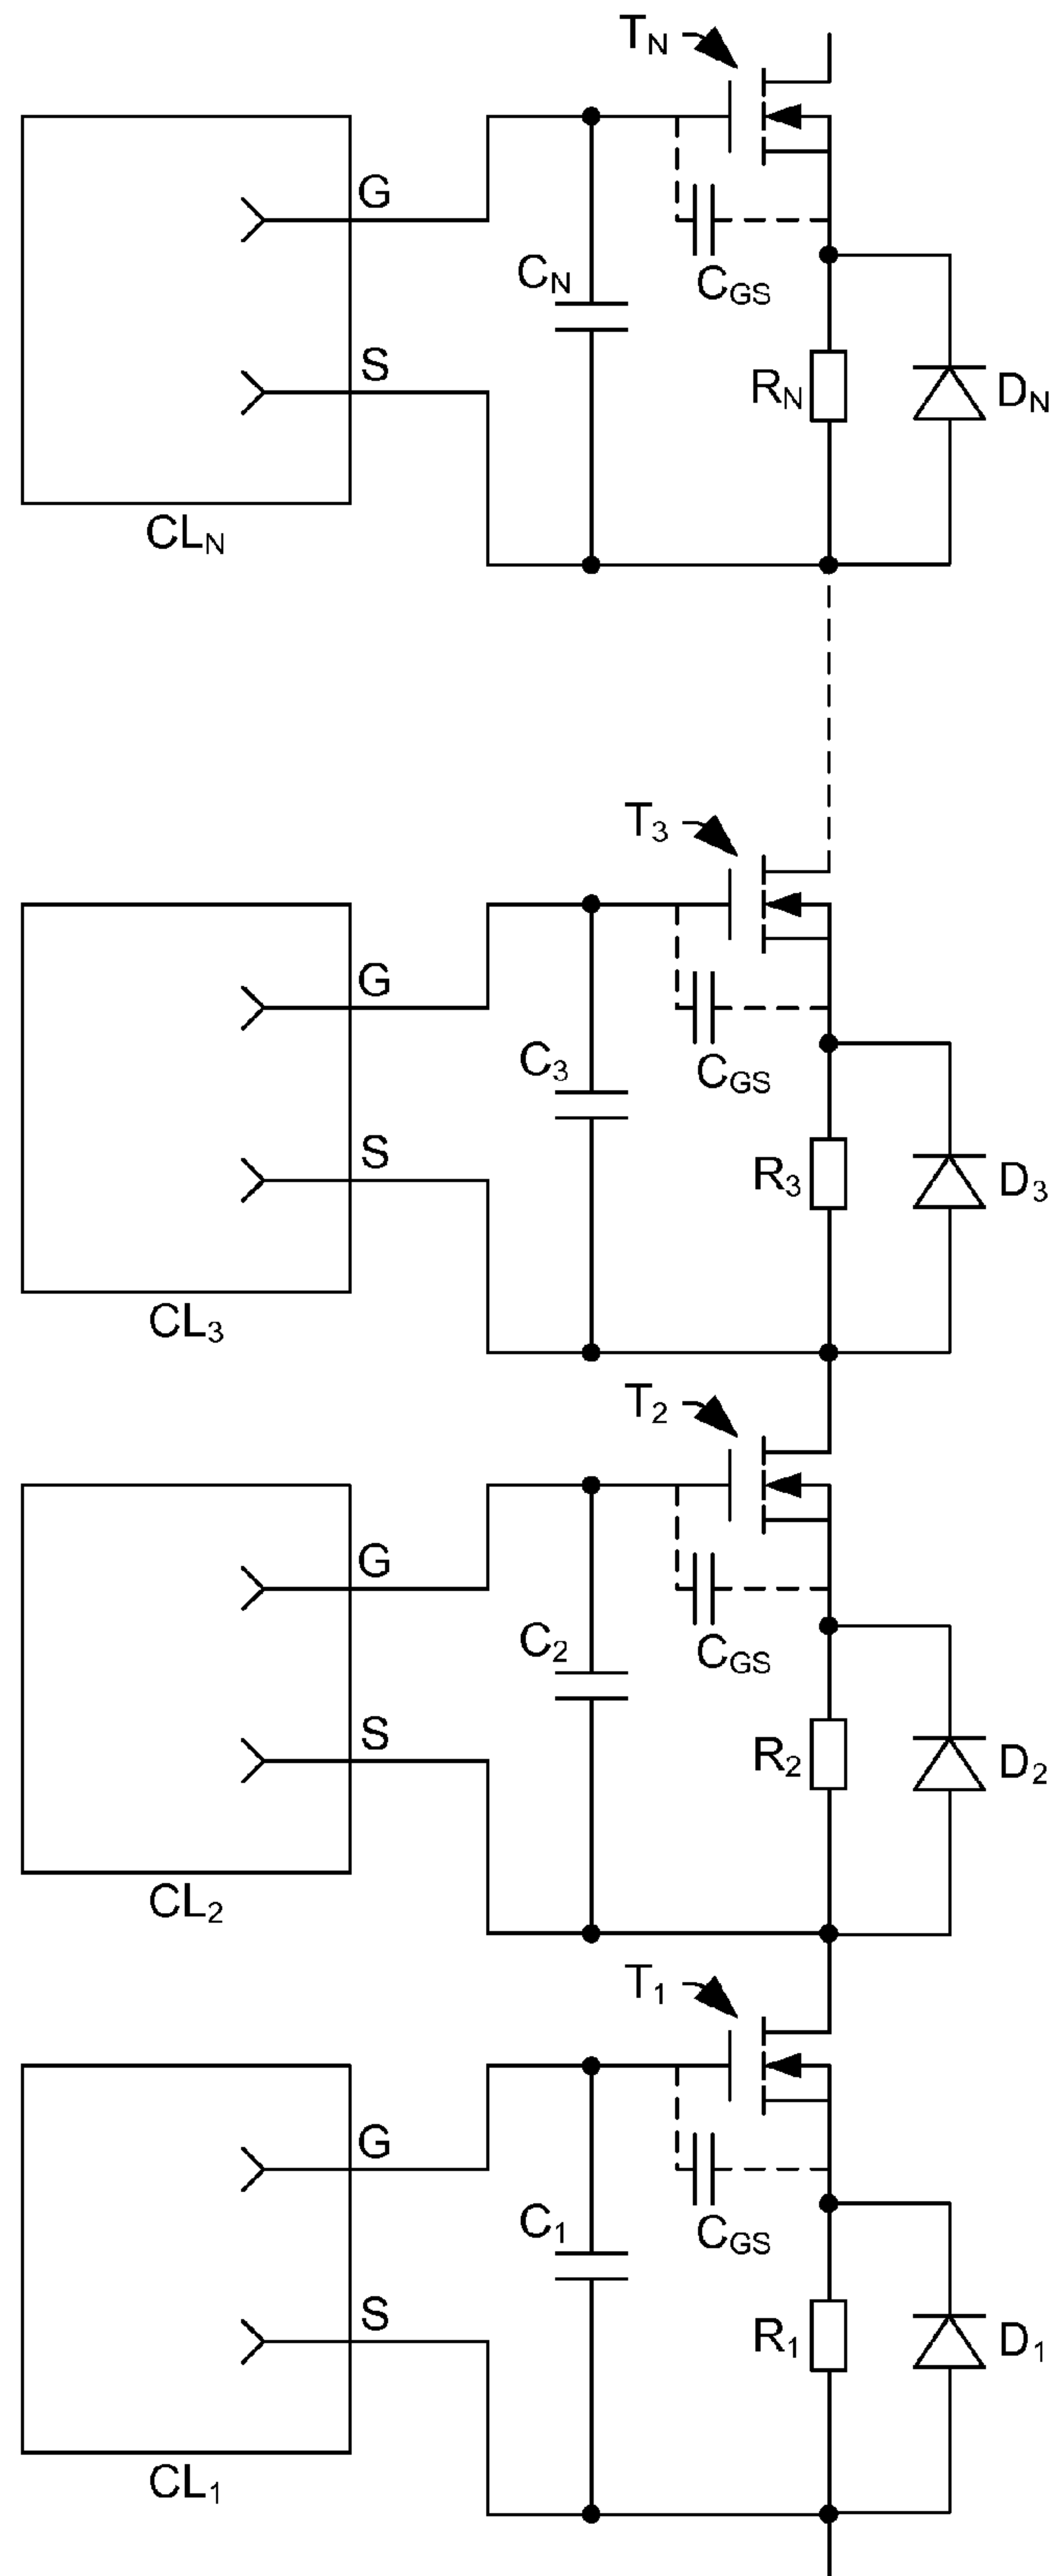 T_N
G
C_N
C_GS
S
R_N
D_N
CL_N
T_3
G
C_3
C_GS
S
R_3
D_3
CL_3
T_2
G
C_2
C_GS
S
R_2
D_2
CL_2
T_1
G
C_1
C_GS
S
R_1
D_1
CL_1